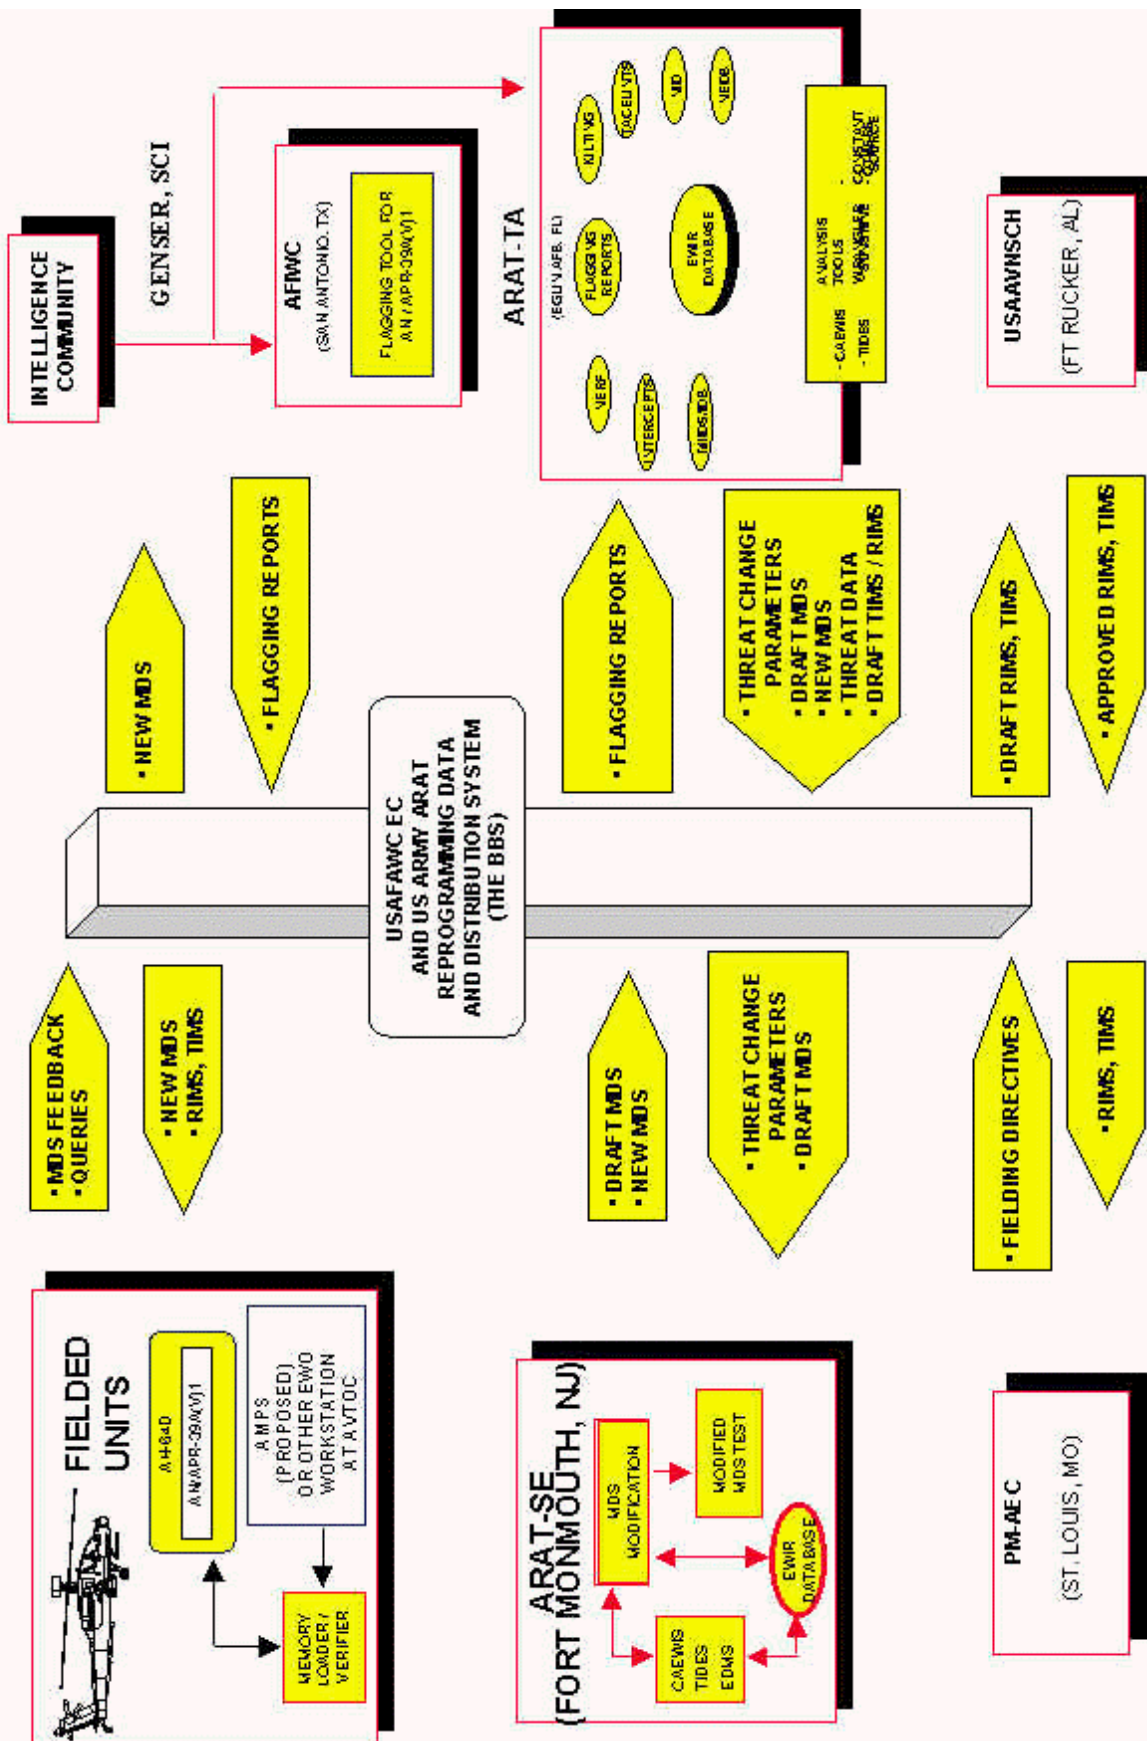 FIELDED
UNITS
AH-64D
AN/APR-39A(V)1
AMPS
(PROPOSED)
OR OTHER EWO
WORKSTATION
AT AVTOC
MEMORY
LOADER/
VERIFIER
▪ MDS FEEDBACK
▪ QUERIES
▪ NEW MDS
▪ RIMS, TIMS
▪ NEW MDS
▪ FLAGGING REPORTS
INTELLIGENCE
COMMUNITY
GENSER, SCI
AFIWC
(SAN ANTONIO, TX)
FLAGGING TOOL FOR
AN/APR-39A(V)1
USAFAWC EC
AND US ARMY ARAT
REPROGRAMMING DATA
AND DISTRIBUTION SYSTEM
(THE BBS)
ARAT-SE
(FORT MONMOUTH, NJ)
MDS
MODIFICATION
MODIFIED
MDS TEST
CAEWIS
TIDES
EDMS
EWIR
DATABASE
▪ DRAFT MDS
▪ NEW MDS
▪ THREAT CHANGE
PARAMETERS
▪ DRAFT MDS
▪ FLAGGING REPORTS
▪ THREAT CHANGE
PARAMETERS
▪ DRAFT MDS
▪ NEW MDS
▪ THREAT DATA
▪ DRAFT TIMS / RIMS
ARAT-TA
(EGLIN AFB, FL)
NERF
FLAGGING
REPORTS
KILTING
TACELINTS
INTERCEPTS
NID
MIIDS/IDB
EWIR
DATABASE
NEDB
ANALYSIS
TOOLS
- CAEWIS
- TIDES
- CONSTANT
SOURCE
PM-AEC
(ST. LOUIS, MO)
▪ FIELDING DIRECTIVES
▪ RIMS, TIMS
▪ DRAFT RIMS, TIMS
▪ APPROVED RIMS, TIMS
USAAVNSCH
(FT RUCKER, AL)